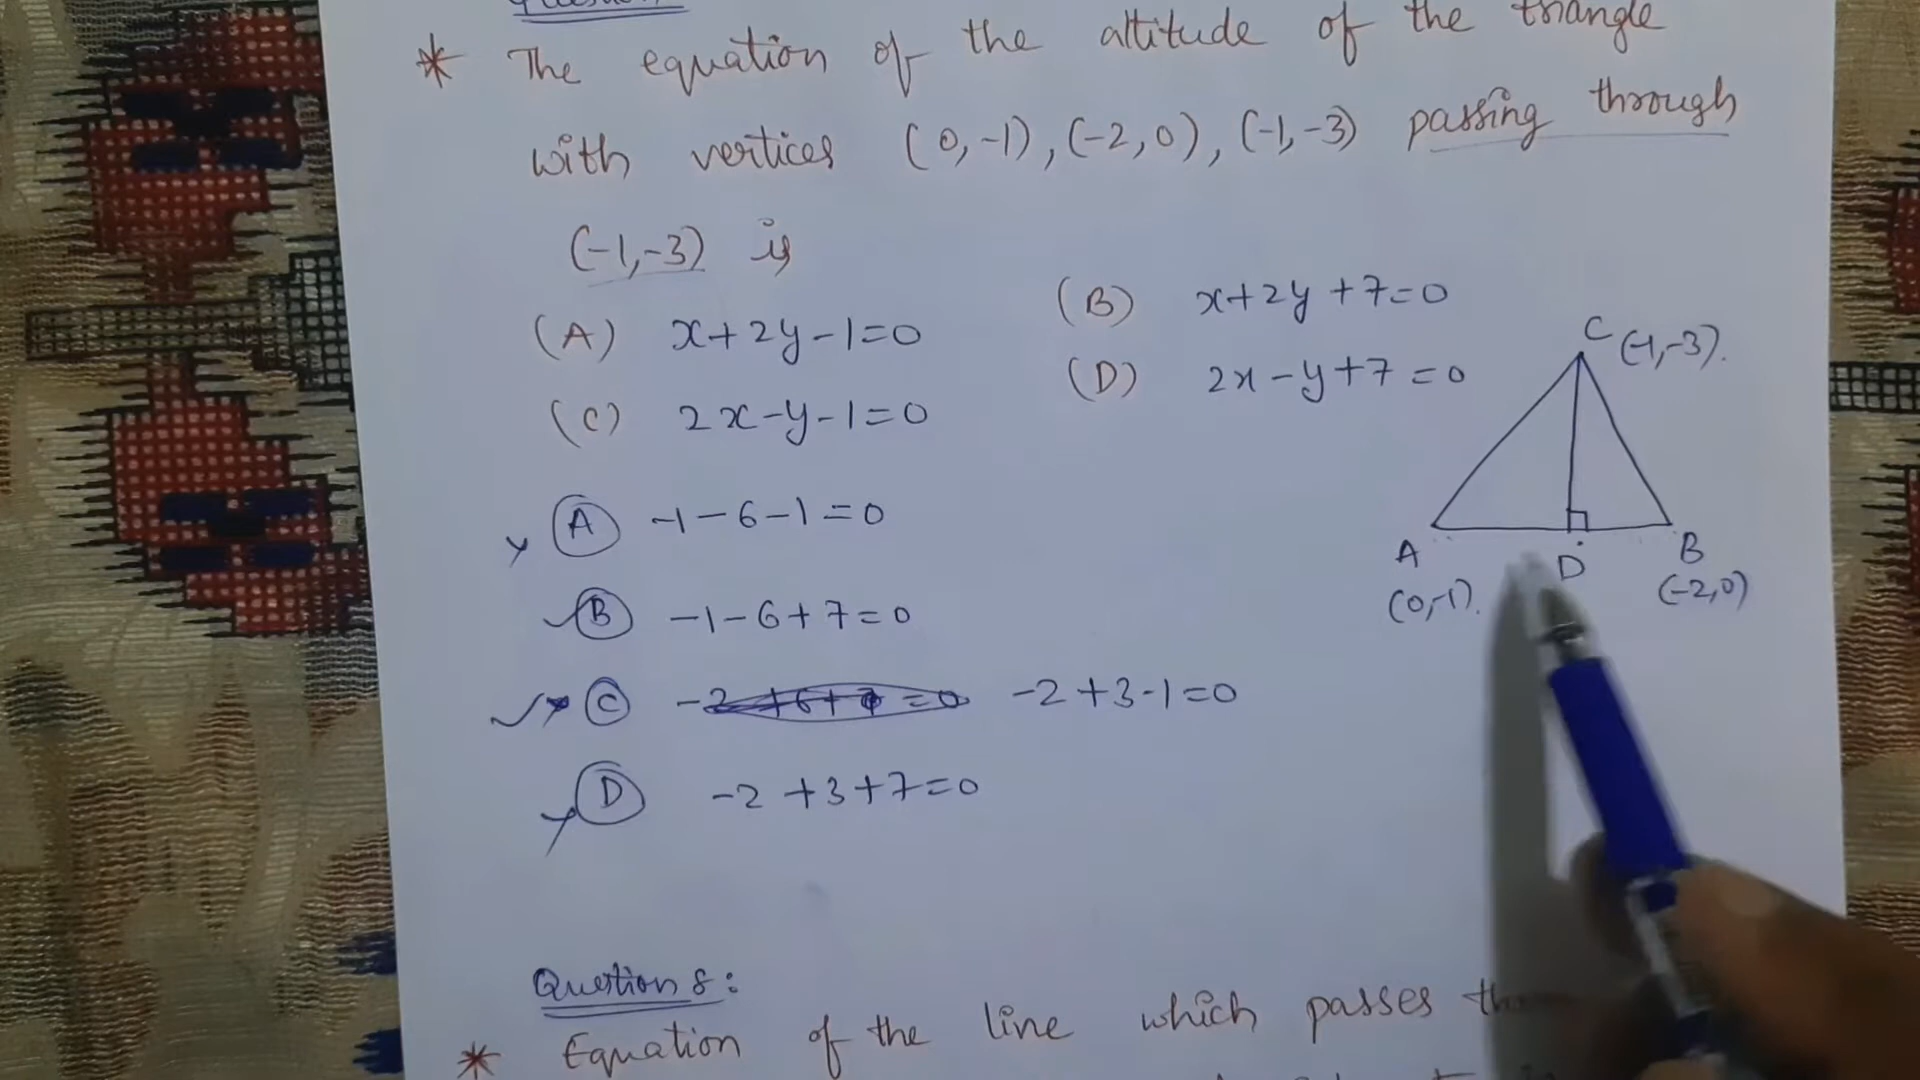 * The equation of the altitude of the triangle
with vertices (0,-1), (-2,0), (-1,-3) passing through
(-1,-3) is
(A) x+2y-1=0 (B) x+2y+7=0
(C) 2x-y-1=0 (D) 2x-y+7=0
C (-1,-3).
A D B
(0,-1). (-2,0)
A -1-6-1=0
B -1-6+7=0
C -2+3-1=0
D -2+3+7=0
Question 8:
* Equation of the line which passes